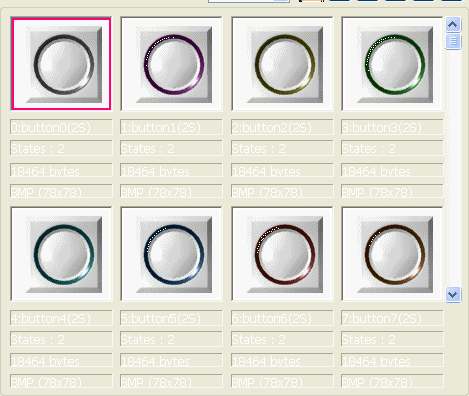 0:button0(2S) 1:button1(2S) 2:button2(2S) 3:button3(2S)
States : 2 States : 2 States : 2 States : 2
18464 bytes 18464 bytes 18464 bytes 18464 bytes
BMP (78x78) BMP (78x78) BMP (78x78) BMP (78x78)
4:button4(2S) 5:button5(2S) 6:button6(2S) 7:button7(2S)
States : 2 States : 2 States : 2 States : 2
18464 bytes 18464 bytes 18464 bytes 18464 bytes
BMP (78x78) BMP (78x78) BMP (78x78) BMP (78x78)